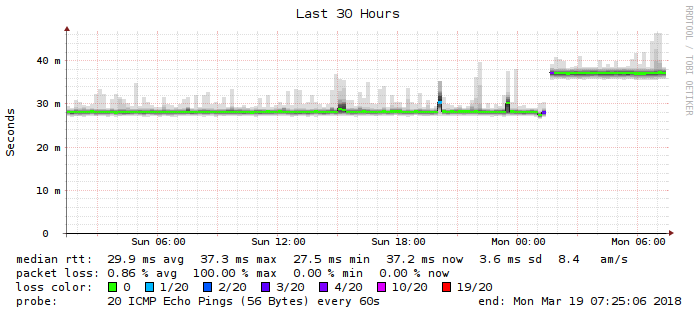 Last 30 Hours
RRDTOOL / TOBI OETIKER
Seconds
40 m
30 m
20 m
10 m
0
Sun 06:00 Sun 12:00 Sun 18:00 Mon 00:00 Mon 06:00
median rtt: 29.9 ms avg 37.3 ms max 27.5 ms min 37.2 ms now 3.6 ms sd 8.4 am/s
packet loss: 0.86 % avg 100.00 % max 0.00 % min 0.00 % now
loss color: 0 1/20 2/20 3/20 4/20 10/20 19/20
probe: 20 ICMP Echo Pings (56 Bytes) every 60s end: Mon Mar 19 07:25:06 2018